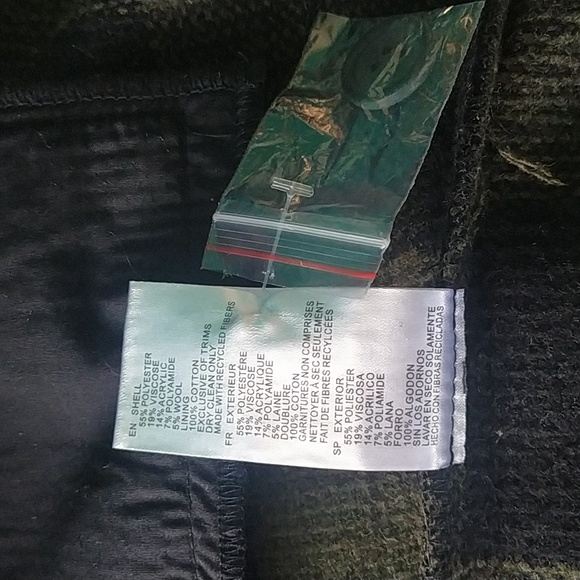 EN SHELL
55% POLYESTER
19% VISCOSE
14% ACRYLIC
7% POLYAMIDE
5% WOOL
LINING
100% COTTON
EXCLUSIVE OF TRIMS
DRY CLEAN ONLY
MADE WITH RECYCLED FIBERS
FR EXTERIEUR
55% POLYESTÈRE
19% VISCOSE
14% ACRYLIQUE
7% POLYAMIDE
5% LAINE
DOUBLURE
100% COTON
GARNITURES NON COMPRISES
NETTOYER À SEC SEULEMENT
FAIT DE FIBRES RECYLCÉES
SP EXTERIOR
55% POLIESTER
19% VISCOSA
14% ACRILICO
7% POLIAMIDA
5% LANA
FORRO
100% ALGODON
SIN LOS ADORNOS
LAVAR EN SECO SOLAMENTE
HECHO CON FIBRAS RECICLADAS